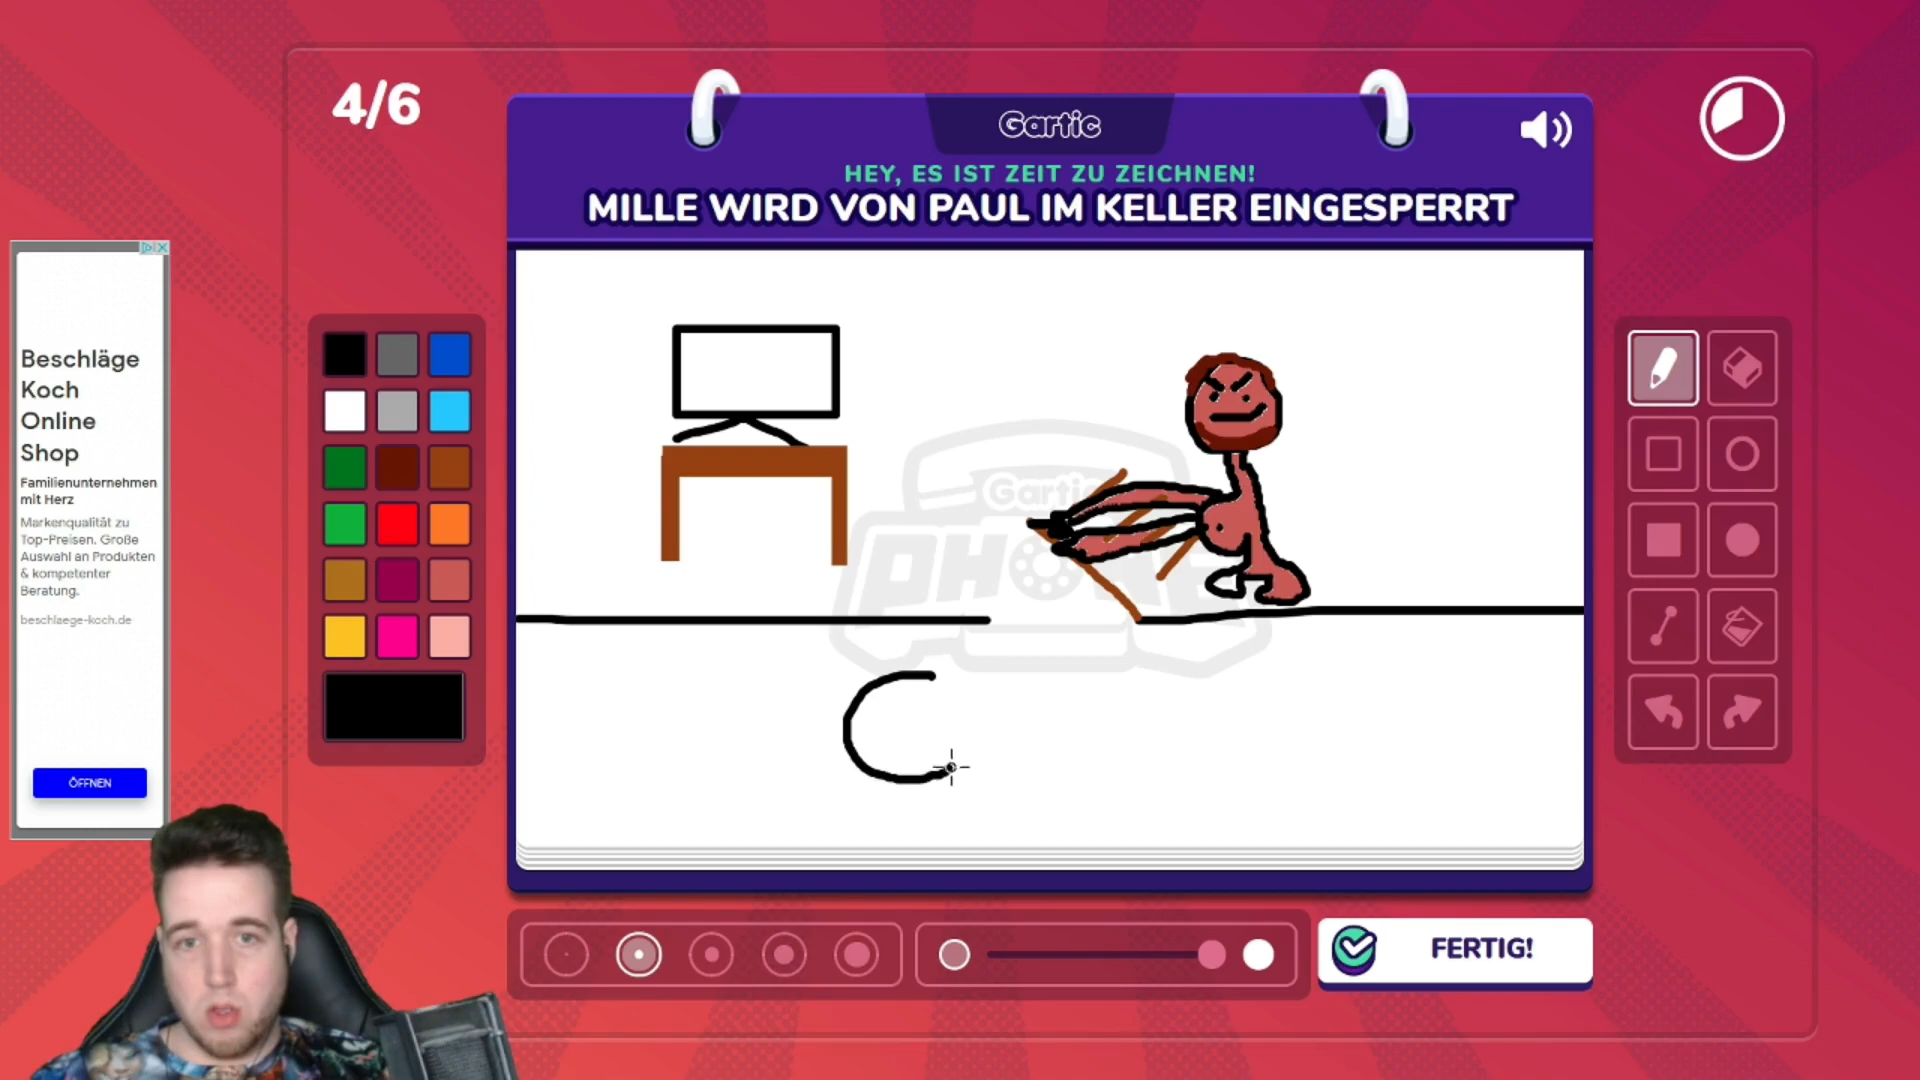 4/6
Gartic
HEY, ES IST ZEIT ZU ZEICHNEN!
MILLE WIRD VON PAUL IM KELLER EINGESPERRT
Beschläge
Koch
Online
Shop
Familienunternehmen
mit Herz
Markenqualität zu
Top-Preisen. Große
Auswahl an Produkten
& kompetenter
Beratung.
beschlaege-koch.de
ÖFFNEN
Gartic
PHONE
FERTIG!